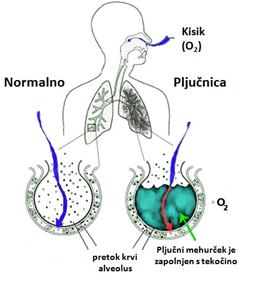 Kisik
(O₂)
Normalno
Pljučnica
O₂
pretok krvi
alveolus
Pljučni mehurček je
zapolnjen s tekočino